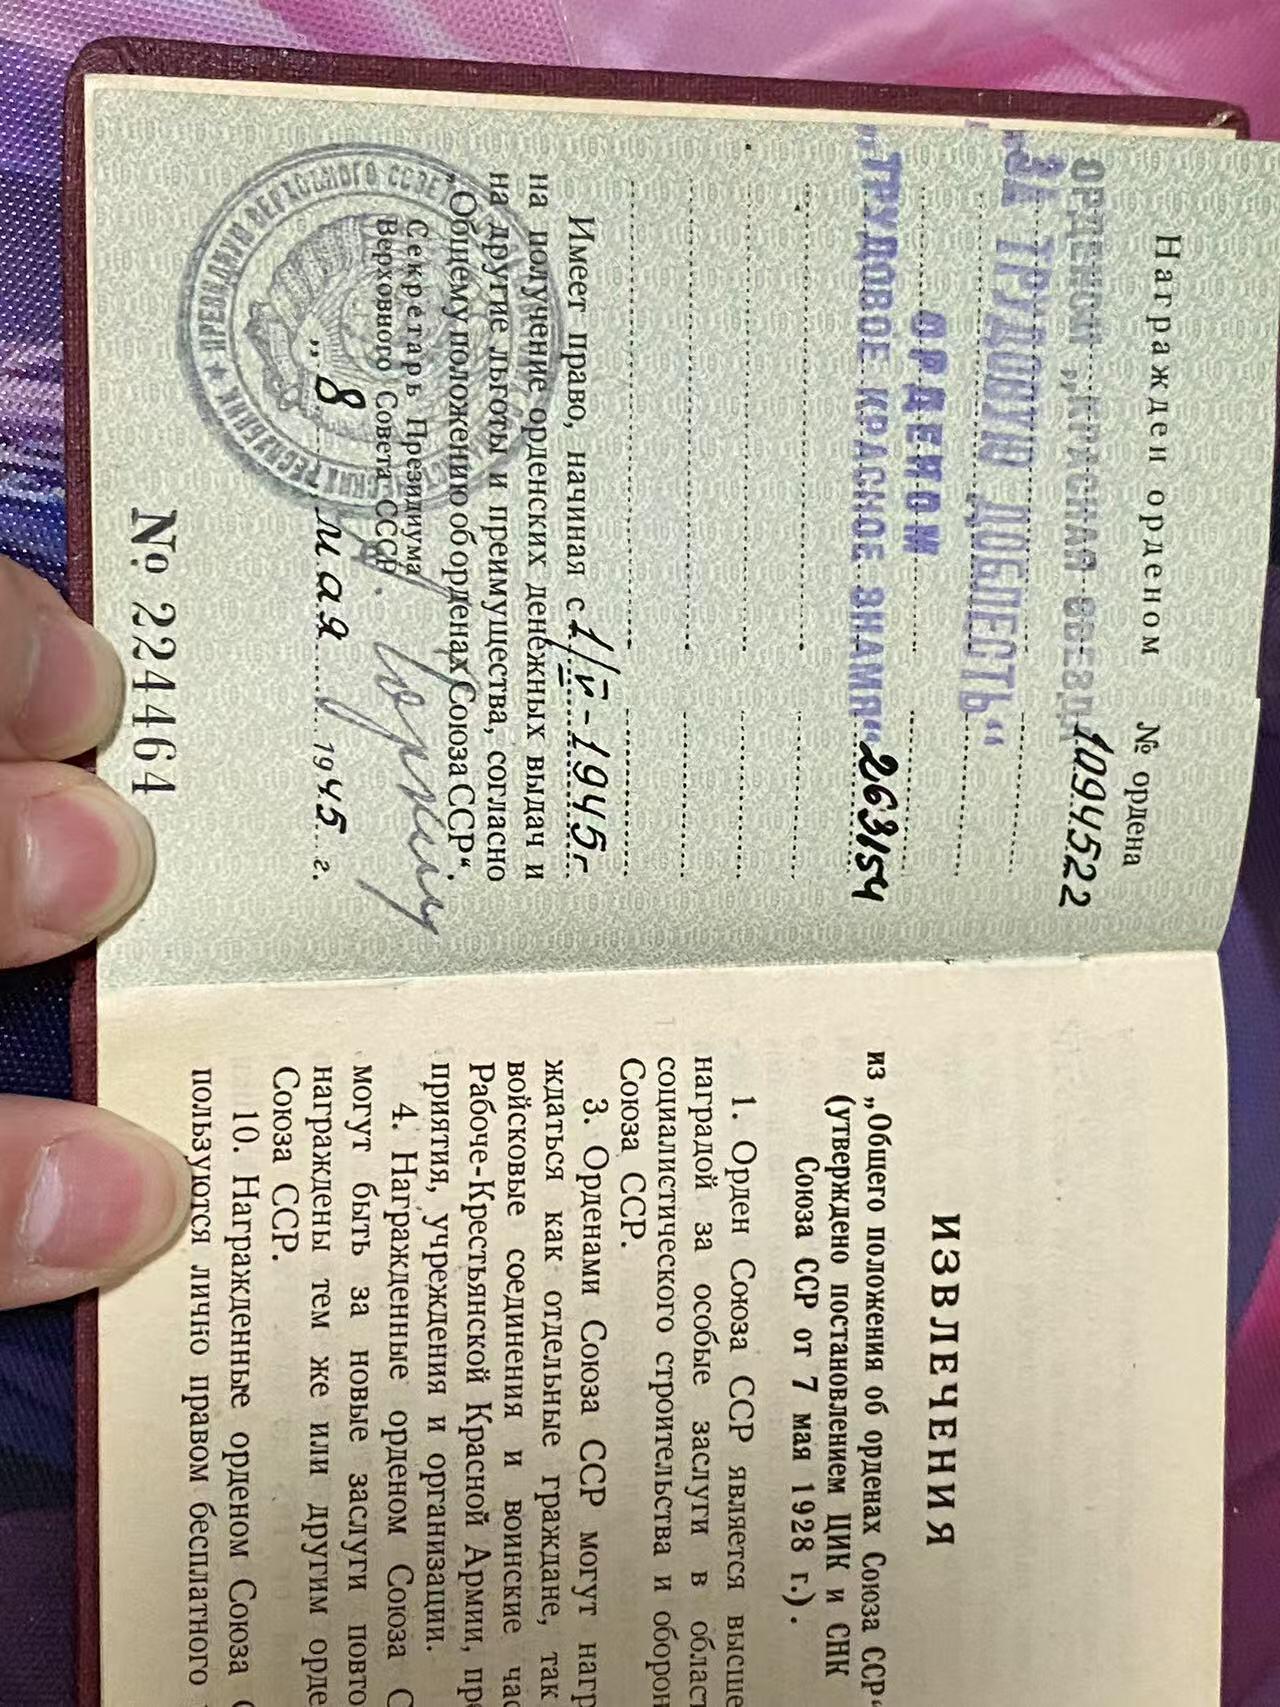 Награжден орденом № ордена
ОРДЕНОМ „КРАСНАЯ ЗВЕЗДА 1094522
„ЗА ТРУДОВУЮ ДОБЛЕСТЬ“
ОРДЕНОМ
„ТРУДОВОЕ КРАСНОЕ ЗНАМЯ“ 263154
Имеет право, начиная с 1/V-1945г
на получение орденских денежных выдач и
на другие льготы и преимущества, согласно
„Общему положению об орденах Союза ССР“.
Секретарь Президиума
Верховного Совета СССР
„8 мая 1945 г.
№ 224464
ПРЕЗИДИУМ ВЕРХОВНОГО СОВЕТ
ИЗВЛЕЧЕНИЯ
из „Общего положения об орденах Союза ССР“
(утверждено постановлением ЦИК и СНК
Союза ССР от 7 мая 1928 г.).
1. Орден Союза ССР является высше
наградой за особые заслуги в област
социалистического строительства и оборон
Союза ССР.
3. Орденами Союза ССР могут нагр
ждаться как отдельные граждане, так
войсковые соединения и воинские час
Рабоче-Крестьянской Красной Армии, пре
приятия, учреждения и организации.
4. Награжденные орденом Союза С
могут быть за новые заслуги повто
награждены тем же или другим орде
Союза ССР.
10. Награжденные орденом Союза С
пользуются лично правом бесплатного